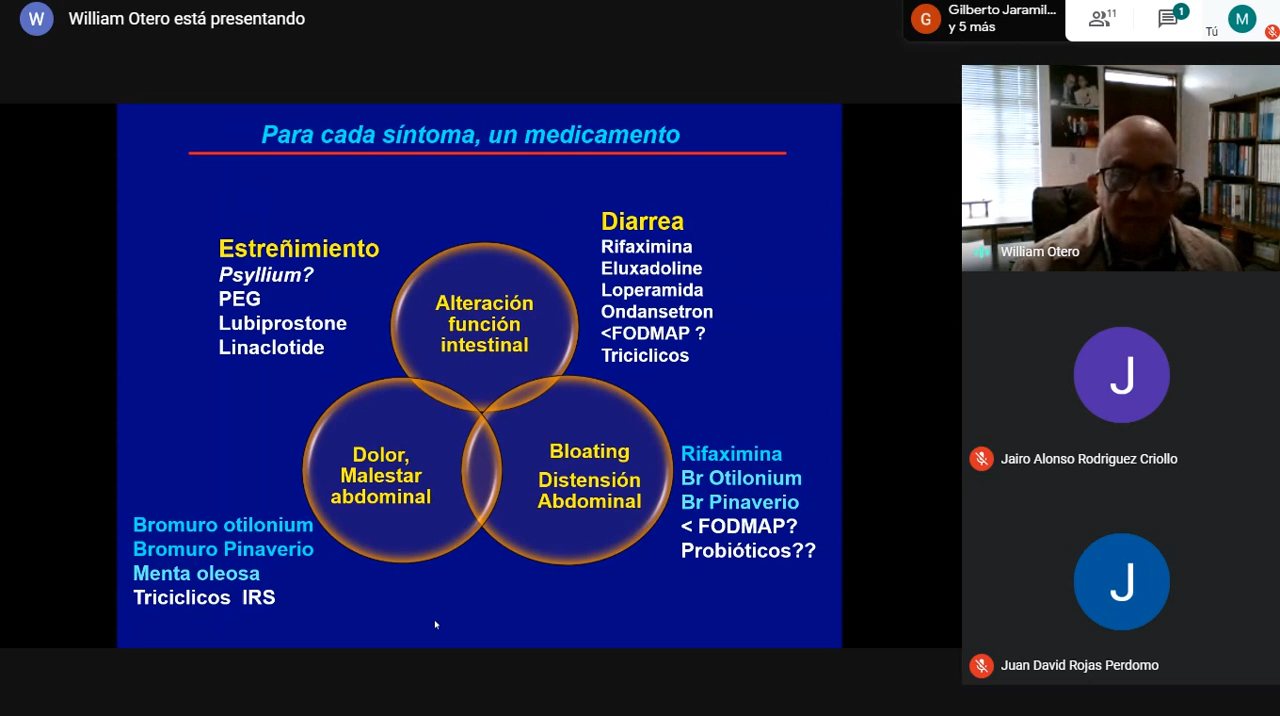 W
William Otero está presentando
G
Gilberto Jaramil...
y 5 más
11
1
Tú
M
Para cada síntoma, un medicamento
Estreñimiento
Psyllium?
PEG
Lubiprostone
Linaclotide
Alteración
función
intestinal
Diarrea
Rifaximina
Eluxadoline
Loperamida
Ondansetron
<FODMAP ?
Triciclicos
Dolor,
Malestar
abdominal
Bloating
Distensión
Abdominal
Rifaximina
Br Otilonium
Br Pinaverio
< FODMAP?
Probióticos??
Bromuro otilonium
Bromuro Pinaverio
Menta oleosa
Triciclicos IRS
William Otero
J
Jairo Alonso Rodriguez Criollo
J
Juan David Rojas Perdomo